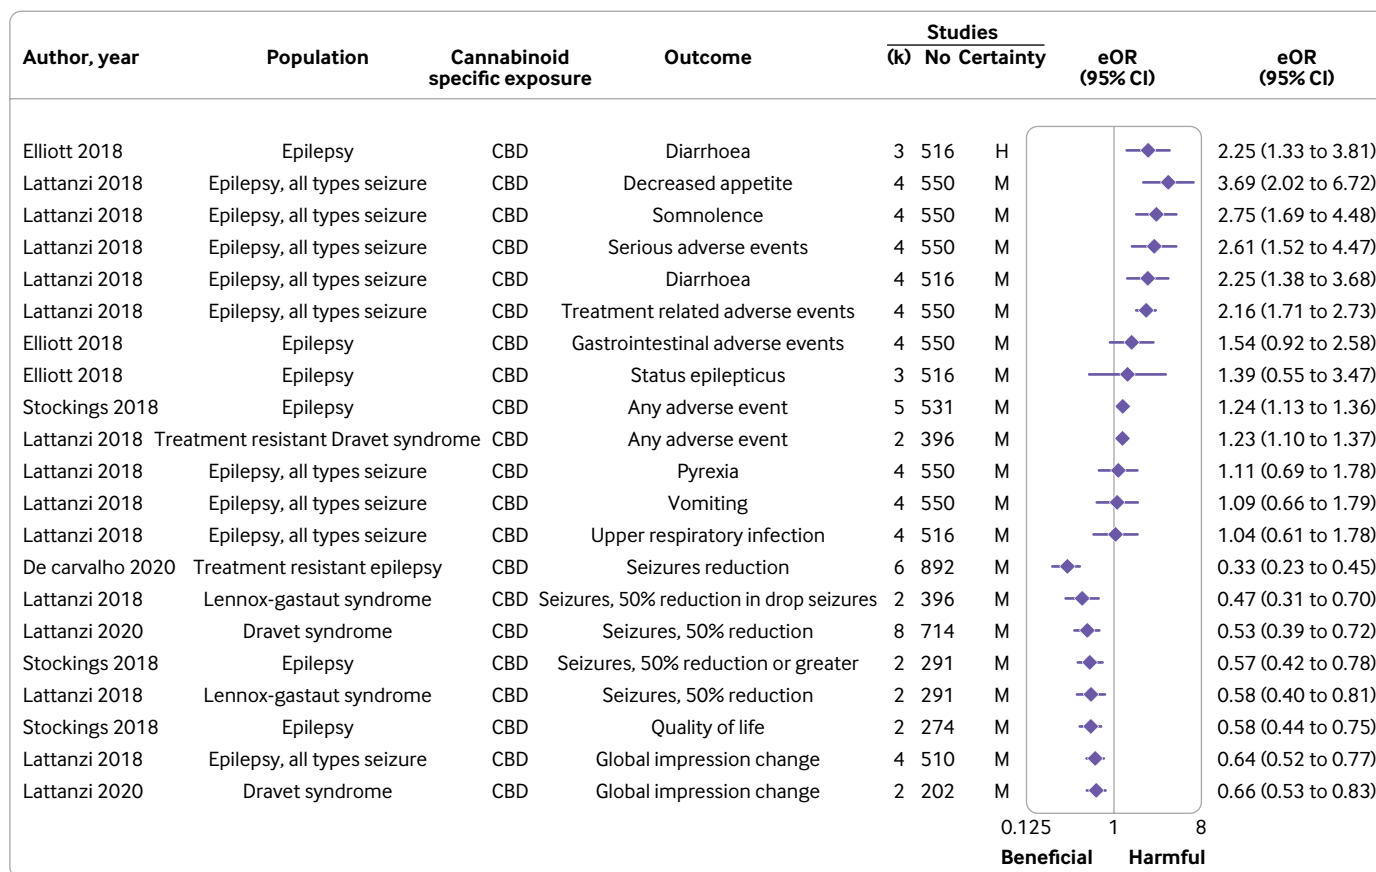 Studies
Author, year Population Cannabinoid specific exposure Outcome (k) No Certainty eOR (95% CI) eOR (95% CI)
Elliott 2018 Epilepsy CBD Diarrhoea 3 516 H 2.25 (1.33 to 3.81)
Lattanzi 2018 Epilepsy, all types seizure CBD Decreased appetite 4 550 M 3.69 (2.02 to 6.72)
Lattanzi 2018 Epilepsy, all types seizure CBD Somnolence 4 550 M 2.75 (1.69 to 4.48)
Lattanzi 2018 Epilepsy, all types seizure CBD Serious adverse events 4 550 M 2.61 (1.52 to 4.47)
Lattanzi 2018 Epilepsy, all types seizure CBD Diarrhoea 4 516 M 2.25 (1.38 to 3.68)
Lattanzi 2018 Epilepsy, all types seizure CBD Treatment related adverse events 4 550 M 2.16 (1.71 to 2.73)
Elliott 2018 Epilepsy CBD Gastrointestinal adverse events 4 550 M 1.54 (0.92 to 2.58)
Elliott 2018 Epilepsy CBD Status epilepticus 3 516 M 1.39 (0.55 to 3.47)
Stockings 2018 Epilepsy CBD Any adverse event 5 531 M 1.24 (1.13 to 1.36)
Lattanzi 2018 Treatment resistant Dravet syndrome CBD Any adverse event 2 396 M 1.23 (1.10 to 1.37)
Lattanzi 2018 Epilepsy, all types seizure CBD Pyrexia 4 550 M 1.11 (0.69 to 1.78)
Lattanzi 2018 Epilepsy, all types seizure CBD Vomiting 4 550 M 1.09 (0.66 to 1.79)
Lattanzi 2018 Epilepsy, all types seizure CBD Upper respiratory infection 4 516 M 1.04 (0.61 to 1.78)
De carvalho 2020 Treatment resistant epilepsy CBD Seizures reduction 6 892 M 0.33 (0.23 to 0.45)
Lattanzi 2018 Lennox-gastaut syndrome CBD Seizures, 50% reduction in drop seizures 2 396 M 0.47 (0.31 to 0.70)
Lattanzi 2020 Dravet syndrome CBD Seizures, 50% reduction 8 714 M 0.53 (0.39 to 0.72)
Stockings 2018 Epilepsy CBD Seizures, 50% reduction or greater 2 291 M 0.57 (0.42 to 0.78)
Lattanzi 2018 Lennox-gastaut syndrome CBD Seizures, 50% reduction 2 291 M 0.58 (0.40 to 0.81)
Stockings 2018 Epilepsy CBD Quality of life 2 274 M 0.58 (0.44 to 0.75)
Lattanzi 2018 Epilepsy, all types seizure CBD Global impression change 4 510 M 0.64 (0.52 to 0.77)
Lattanzi 2020 Dravet syndrome CBD Global impression change 2 202 M 0.66 (0.53 to 0.83)
0.125 1 8
Beneficial Harmful